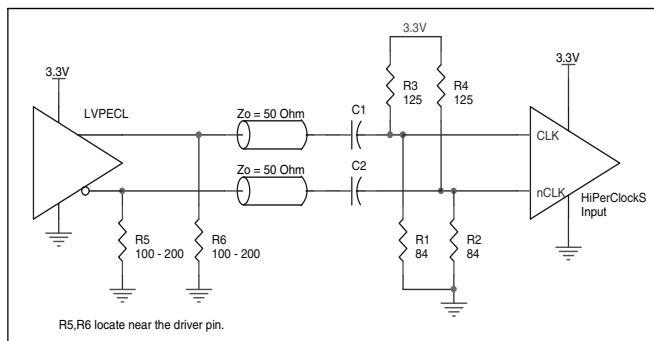 3.3V
3.3V
3.3V
LVPECL
R3
125
R4
125
Zo = 50 Ohm
C1
CLK
Zo = 50 Ohm
C2
nCLK
HiPerClockS
Input
R5
100 - 200
R6
100 - 200
R1
84
R2
84
R5,R6 locate near the driver pin.